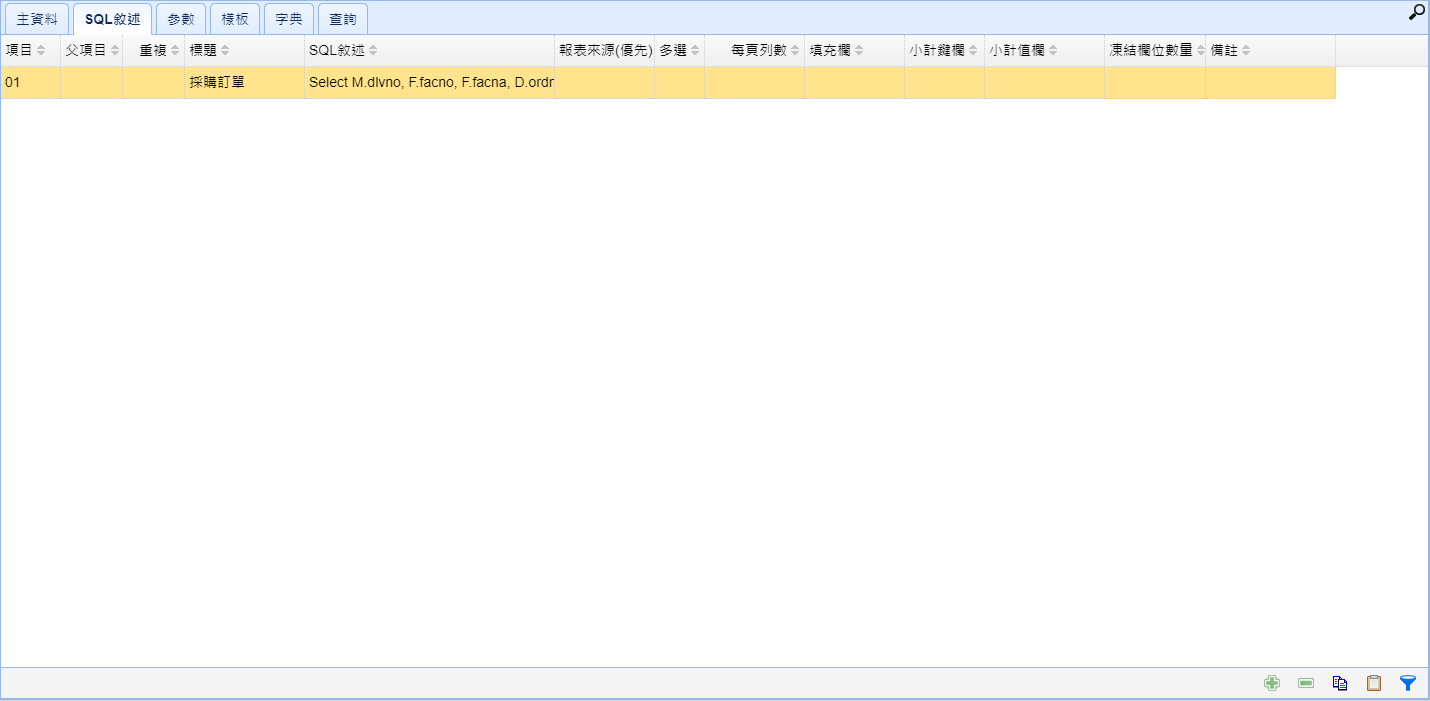 主資料 SQL敘述 參數 樣板 字典 查詢
項目 父項目 重複 標題 SQL敘述 報表來源(優先) 多選 每頁列數 填充欄 小計鍵欄 小計值欄 凍結欄位數量 備註
01 採購訂單 Select M.dlvno, F.facno, F.facna, D.ordr